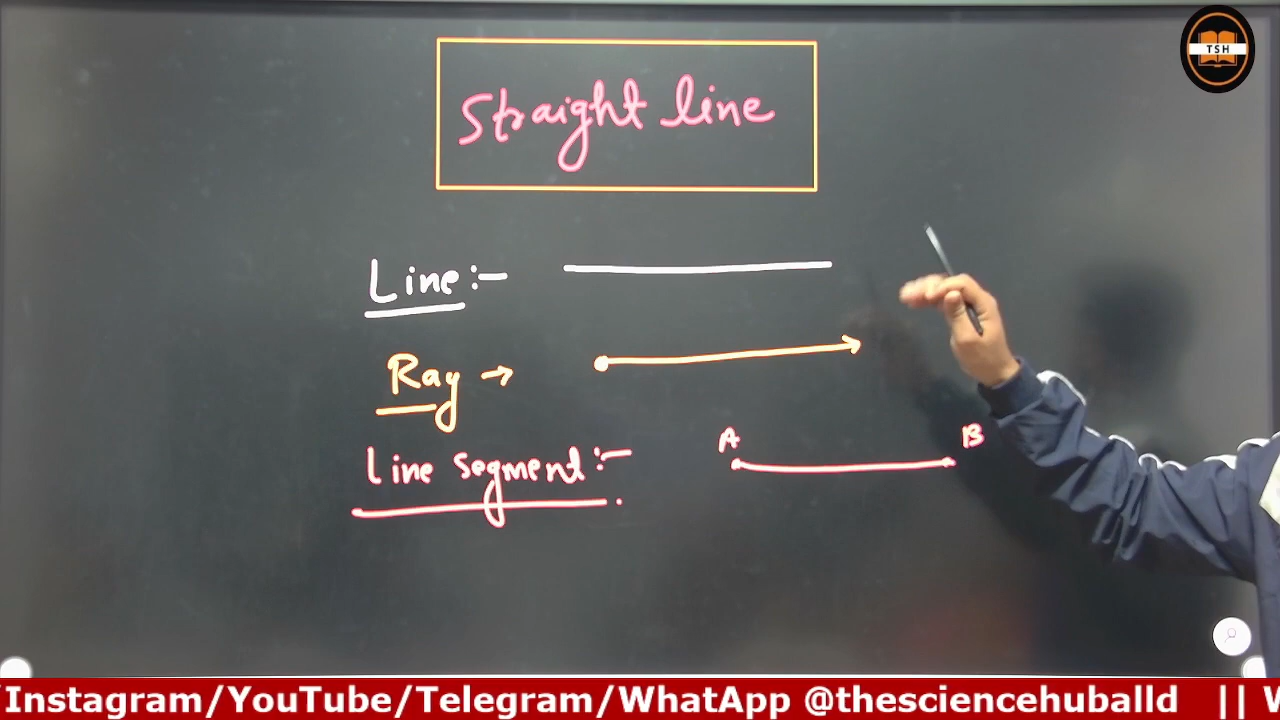 TSH
Straight line
Line :-
Ray →
Line segment :-
A B
/Instagram/YouTube/Telegram/WhatApp @thesciencehuballd || W